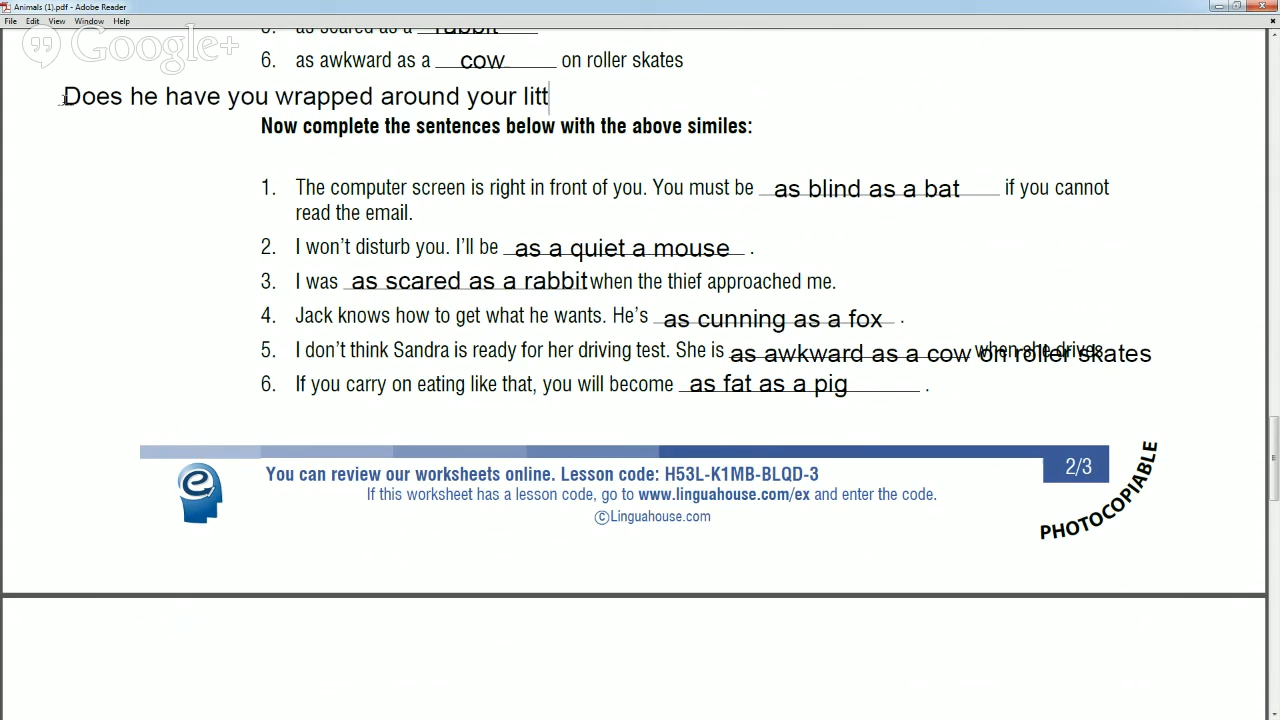 Animals (1).pdf - Adobe Reader
File Edit View Window Help
Google+
as scared as a rabbit
6. as awkward as a cow on roller skates
Does he have you wrapped around your litt
Now complete the sentences below with the above similes:
1. The computer screen is right in front of you. You must be as blind as a bat if you cannot
read the email.
2. I won't disturb you. I'll be as a quiet a mouse .
3. I was as scared as a rabbit when the thief approached me.
4. Jack knows how to get what he wants. He's as cunning as a fox .
5. I don't think Sandra is ready for her driving test. She is as awkward as a cow on roller skates when she drives
6. If you carry on eating like that, you will become as fat as a pig .
You can review our worksheets online. Lesson code: H53L-K1MB-BLQD-3
2/3
If this worksheet has a lesson code, go to www.linguahouse.com/ex and enter the code.
©Linguahouse.com
PHOTOCOPIABLE